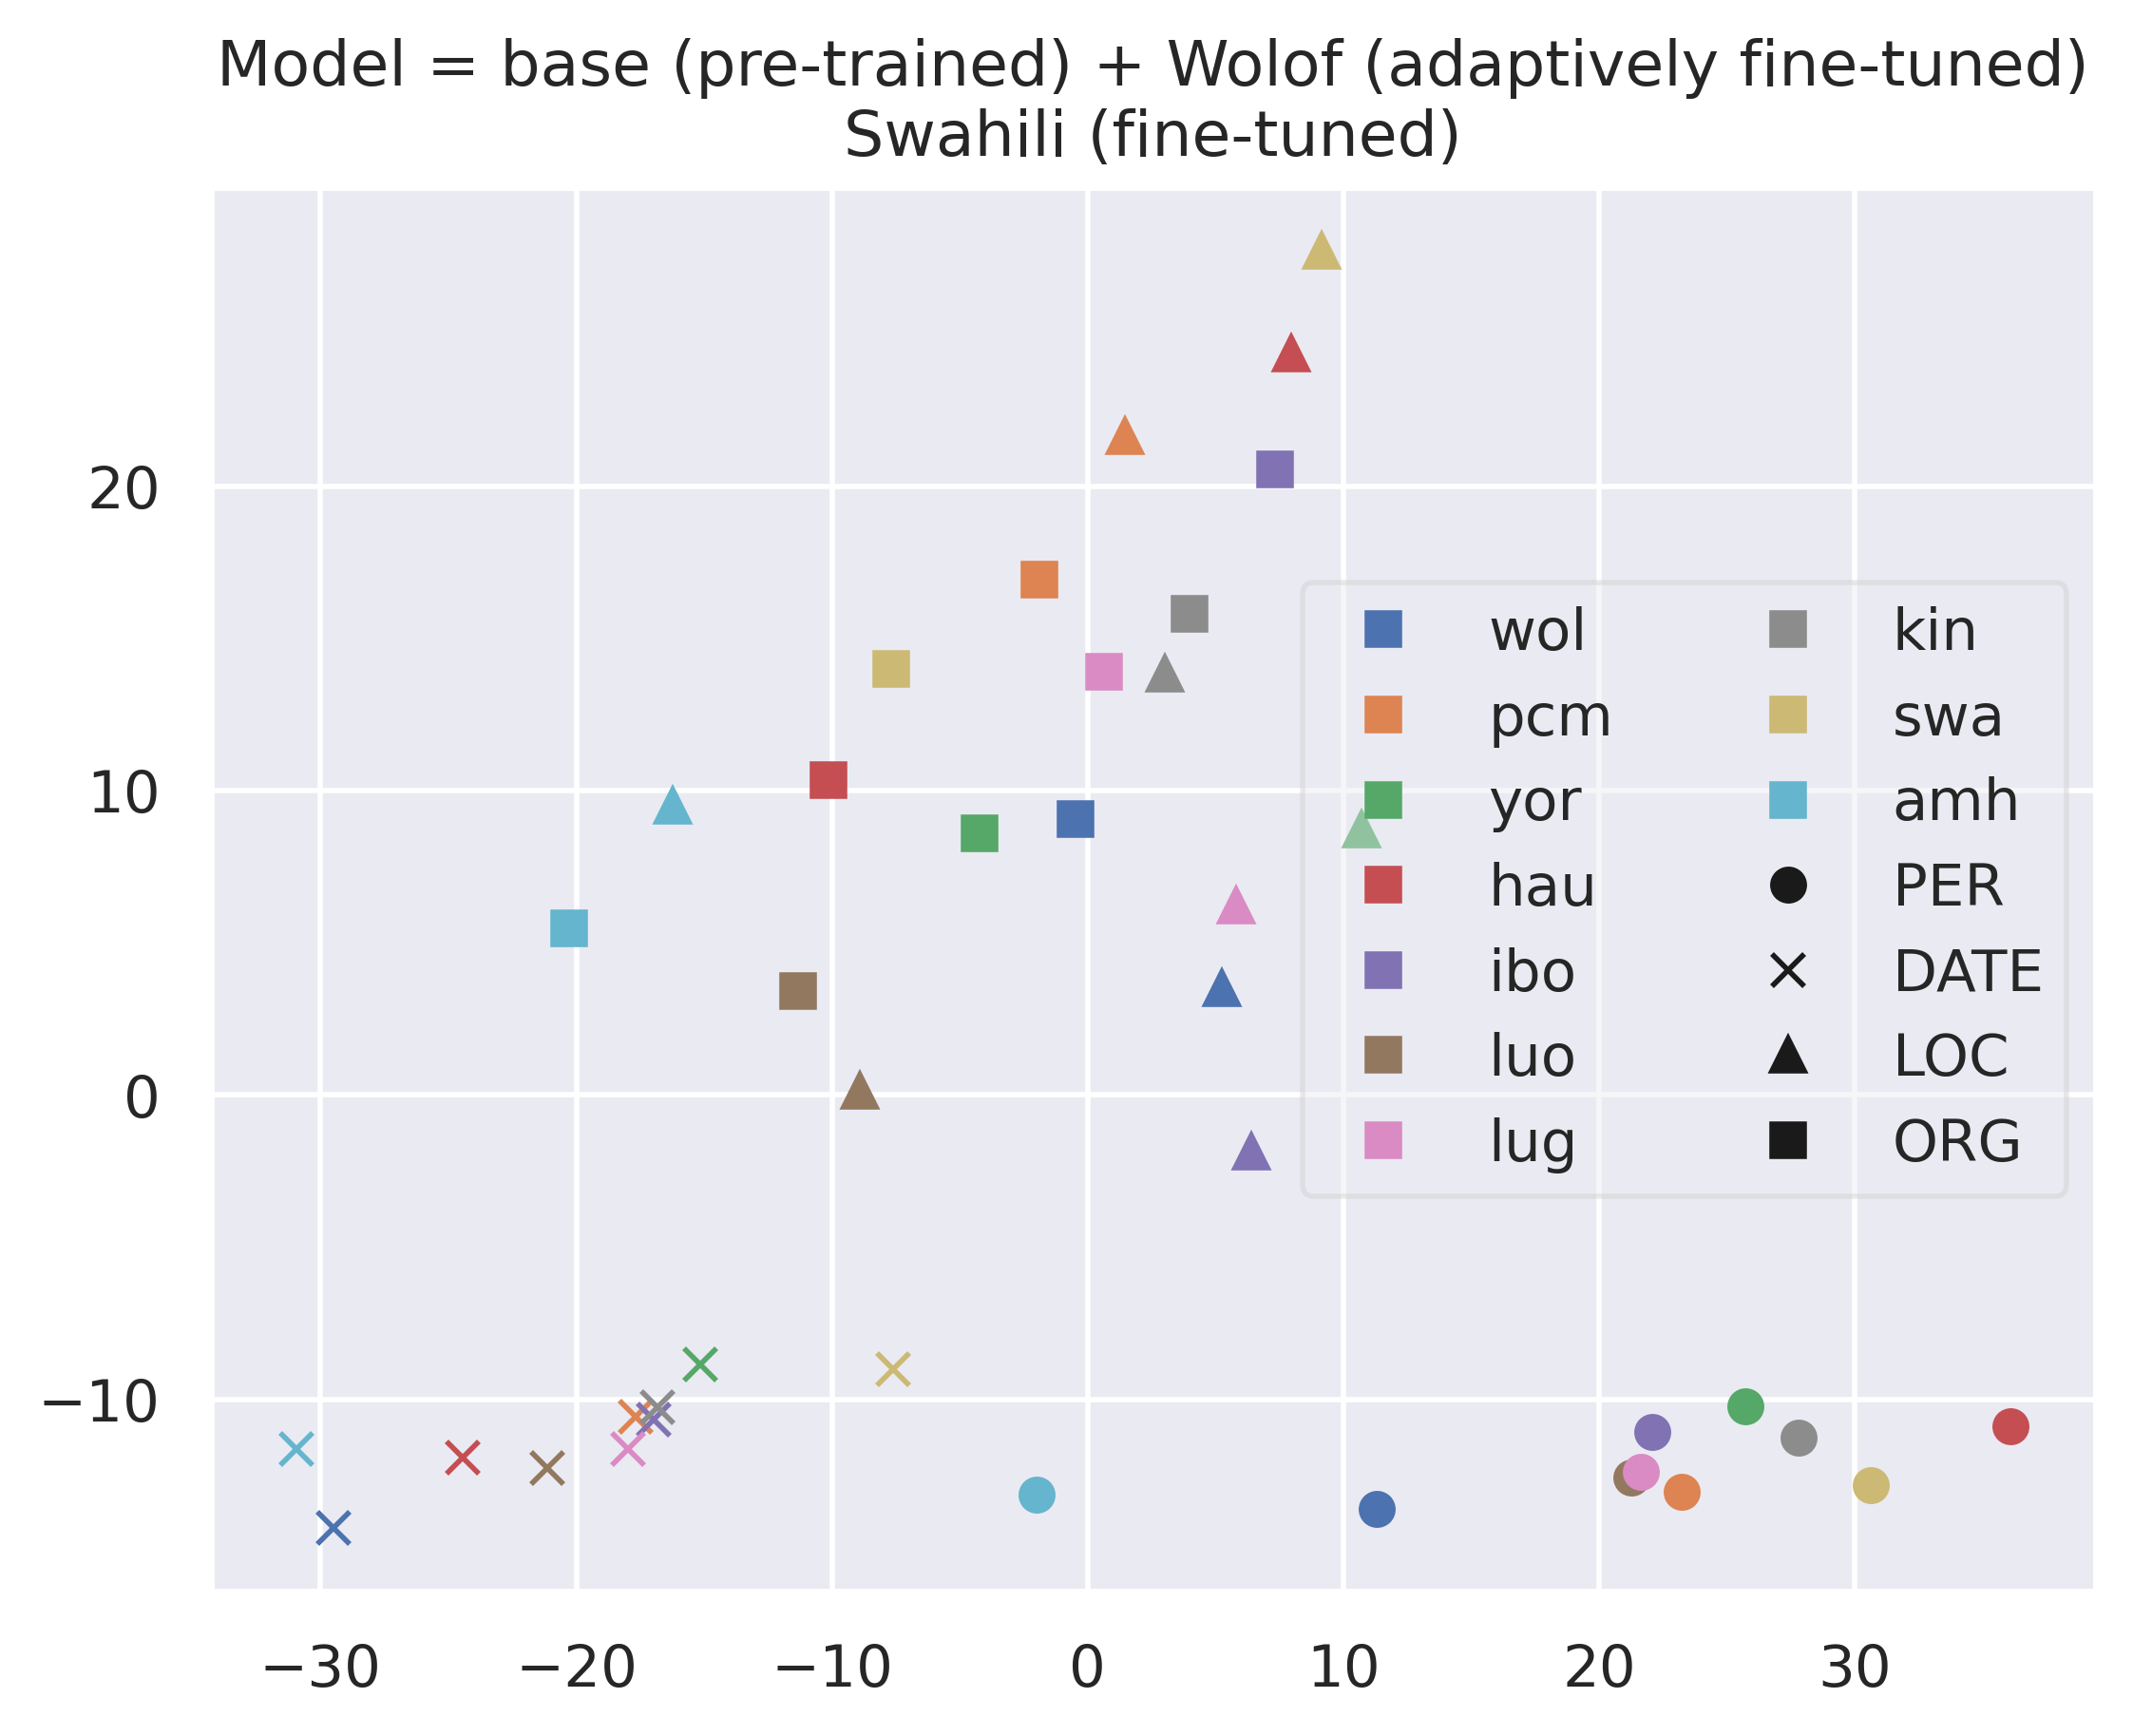 Model = base (pre-trained) + Wolof (adaptively fine-tuned)
Swahili (fine-tuned)
20
10
0
−10
−30
−20
−10
0
10
20
30
wol
pcm
yor
hau
ibo
luo
lug
kin
swa
amh
PER
DATE
LOC
ORG